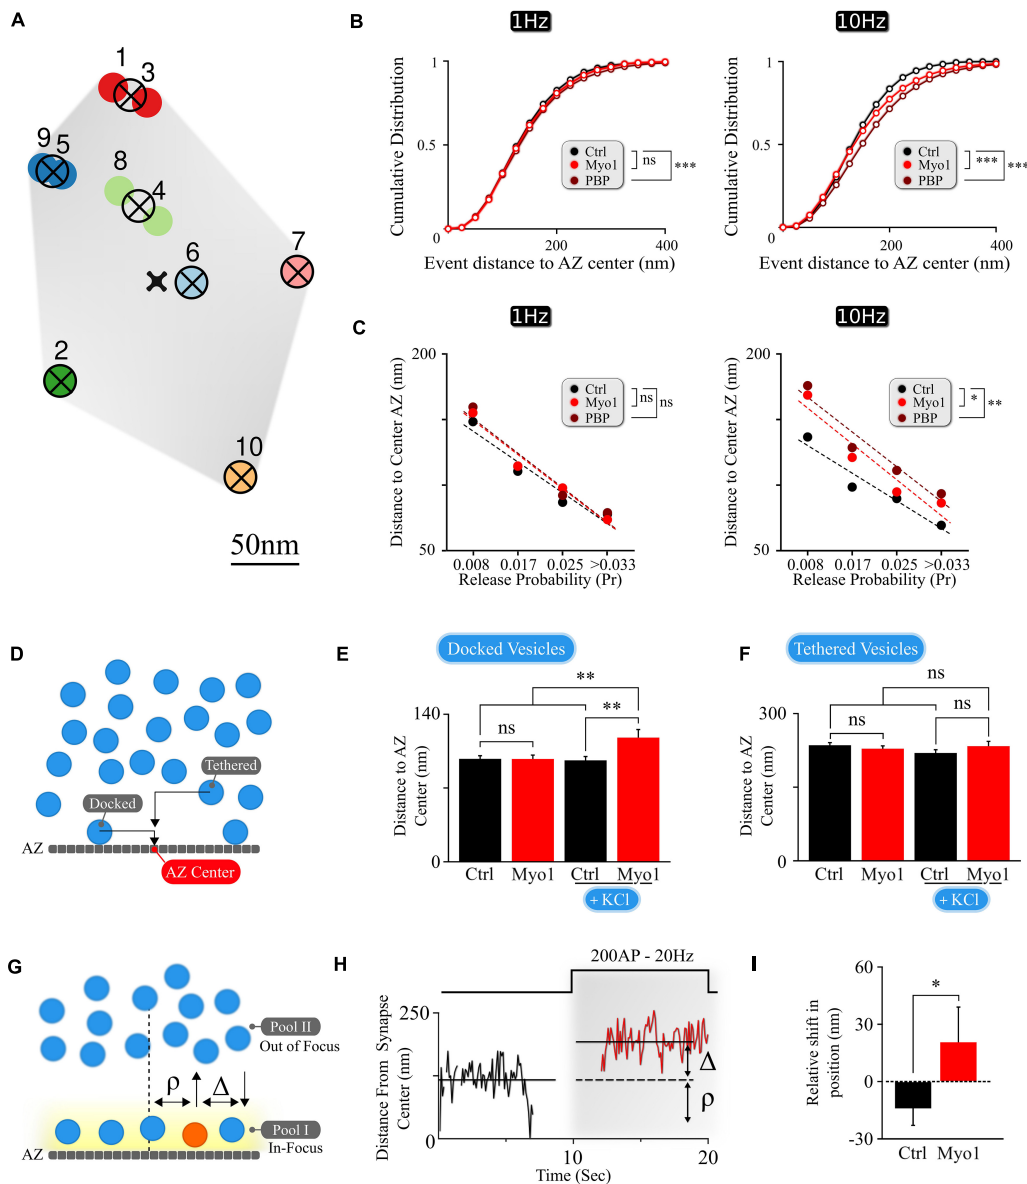 A
1
3
9
5
8
4
6
7
2
10
50nm
B
1Hz
10Hz
Cumulative Distribution
1
0.5
0
200
400
Event distance to AZ center (nm)
Ctrl
Myo1
PBP
ns
***
Cumulative Distribution
1
0.5
0
200
400
Event distance to AZ center (nm)
Ctrl
Myo1
PBP
***
***
C
1Hz
10Hz
Distance to Center AZ (nm)
200
50
0.008
0.017
0.025
>0.033
Release Probability (Pr)
Ctrl
Myo1
PBP
ns
ns
Distance to Center AZ (nm)
200
50
0.008
0.017
0.025
>0.033
Release Probability (Pr)
Ctrl
Myo1
PBP
*
**
D
Tethered
Docked
AZ
AZ Center
E
Docked Vesicles
Distance to AZ
Center (nm)
140
0
ns
**
**
Ctrl
Myo1
Ctrl
Myo1
+ KCl
F
Tethered Vesicles
Distance to AZ
Center (nm)
300
0
ns
ns
ns
Ctrl
Myo1
Ctrl
Myo1
+ KCl
G
Pool II
Out of Focus
ρ
Δ
Pool I
In-Focus
AZ
H
200AP - 20Hz
Distance From Synapse
Center (nm)
250
125
0
10
20
Time (Sec)
Δ
ρ
I
Relative shift in
position (nm)
60
30
0
-30
*
Ctrl
Myo1